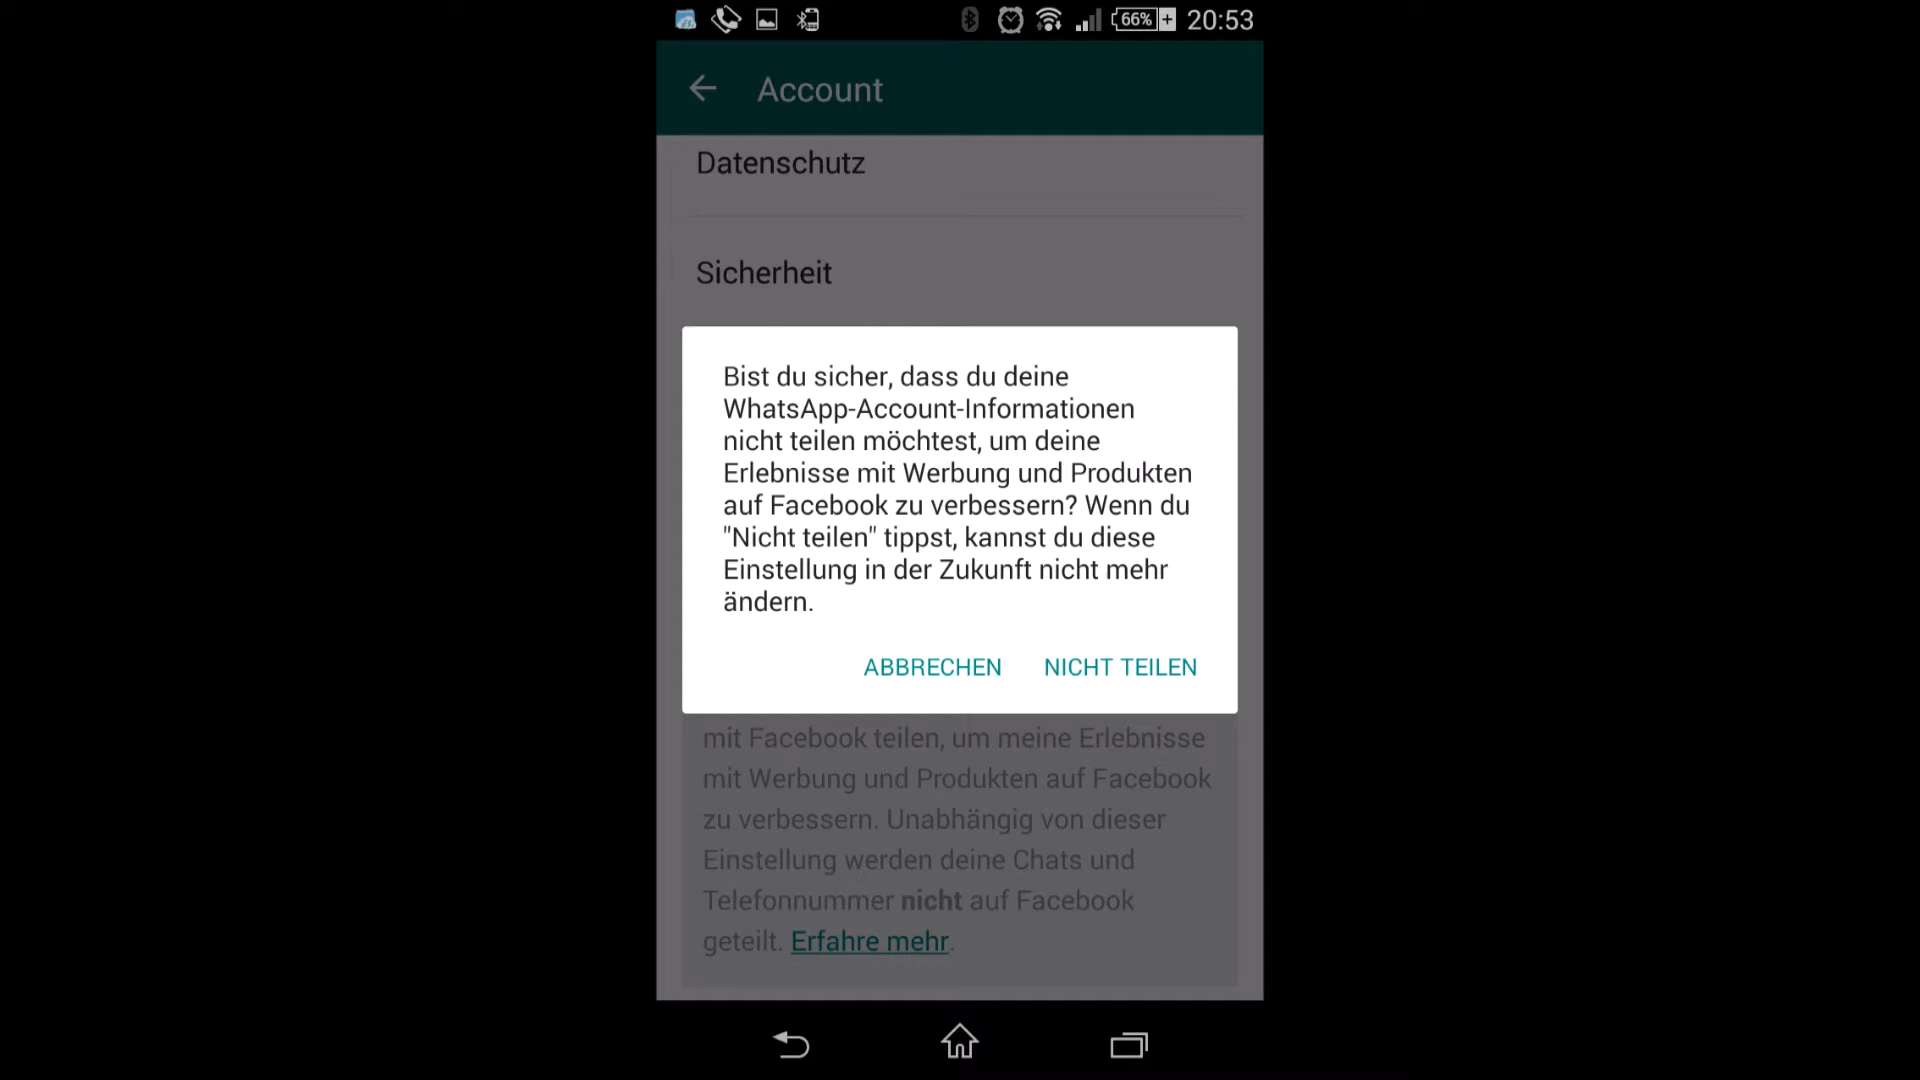 66% 20:53
Account
Datenschutz
Sicherheit
Bist du sicher, dass du deine
WhatsApp-Account-Informationen
nicht teilen möchtest, um deine
Erlebnisse mit Werbung und Produkten
auf Facebook zu verbessern? Wenn du
"Nicht teilen" tippst, kannst du diese
Einstellung in der Zukunft nicht mehr
ändern.
ABBRECHEN NICHT TEILEN
mit Facebook teilen, um meine Erlebnisse
mit Werbung und Produkten auf Facebook
zu verbessern. Unabhängig von dieser
Einstellung werden deine Chats und
Telefonnummer nicht auf Facebook
geteilt. Erfahre mehr.